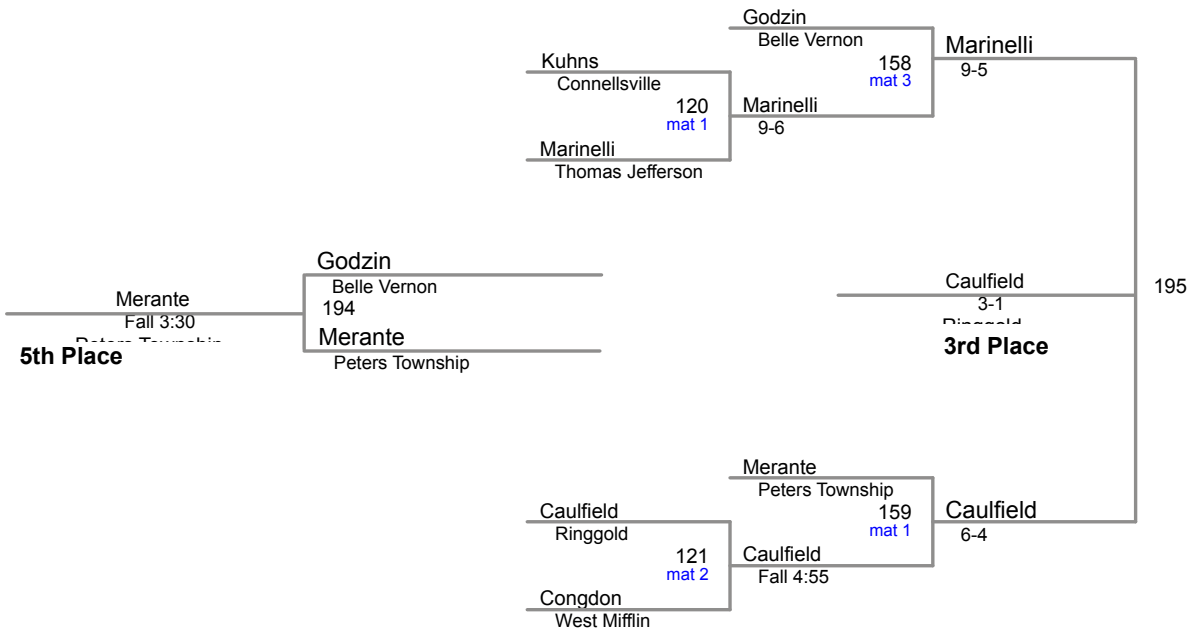 Godzin
Belle Vernon
Kuhns
Connellsville
158
mat 3
Marinelli
9-5
120
mat 1
Marinelli
9-6
Marinelli
Thomas Jefferson
Godzin
Belle Vernon
Merante
Fall 3:30
194
5th Place
Merante
Peters Township
Caulfield
3-1
195
3rd Place
Merante
Peters Township
Caulfield
Ringgold
159
mat 1
Caulfield
6-4
121
mat 2
Caulfield
Fall 4:55
Congdon
West Mifflin